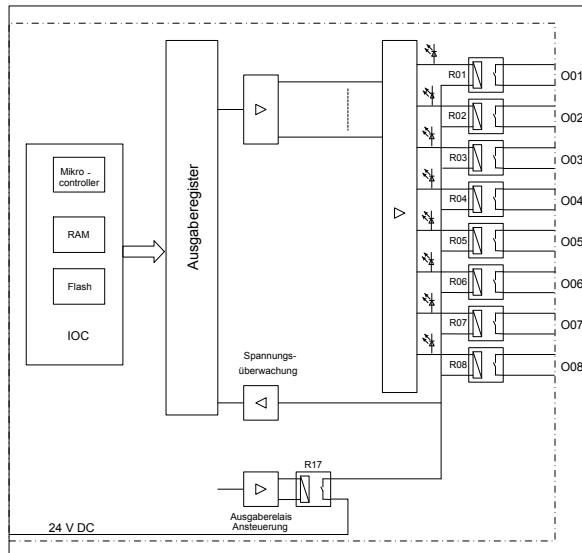 R01
O01
R02
O02
R03
O03
R04
O04
R05
O05
R06
O06
R07
O07
R08
O08
Mikro -
controller
RAM
Flash
IOC
Ausgaberegister
Spannungs-
überwachung
R17
Ausgaberelais
Ansteuerung
24 V DC